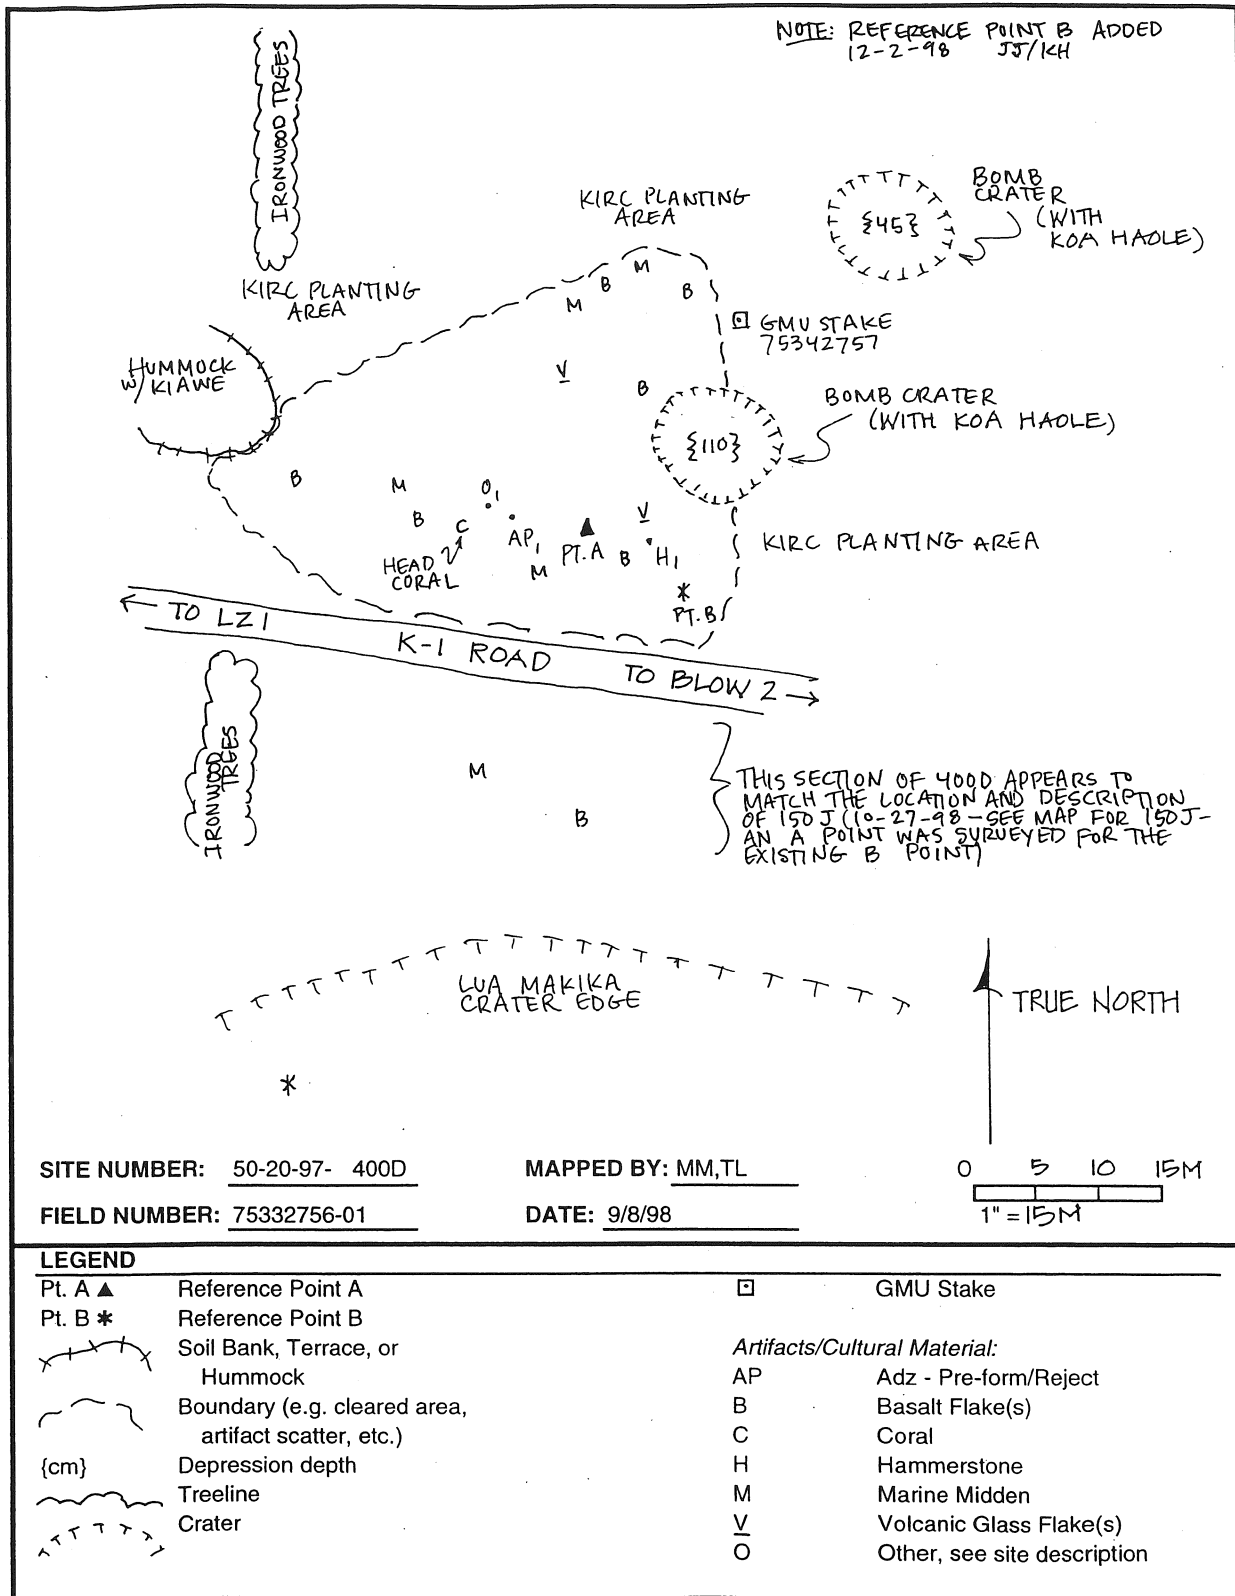 NOTE: REFERENCE POINT B ADDED
12-2-98 JJ/KH
IRONWOOD TREES
KIRC PLANTING
AREA
BOMB
CRATER
(WITH
KOA HAOLE)
{45}
KIRC PLANTING
AREA
M
B
M
B
GMU STAKE
75342757
HUMMOCK
W/ KIAWE
V
B
BOMB CRATER
(WITH KOA HAOLE)
{110}
B
M
O1
B
C
AP1
V
PT. A
B
H1
M
HEAD
CORAL
KIRC PLANTING AREA
PT. B
TO LZ1
K-1 ROAD
TO BLOW 2
IRONWOOD
TREES
M
B
THIS SECTION OF 400D APPEARS TO
MATCH THE LOCATION AND DESCRIPTION
OF 150J (10-27-98-SEE MAP FOR 150J-
AN A POINT WAS SURVEYED FOR THE
EXISTING B POINT)
LUA MAKIKA
CRATER EDGE
TRUE NORTH
SITE NUMBER: 50-20-97- 400D
MAPPED BY: MM,TL
0 5 10 15M
FIELD NUMBER: 75332756-01
DATE: 9/8/98
1" = 15M
LEGEND
Pt. A Reference Point A
GMU Stake
Pt. B Reference Point B
Soil Bank, Terrace, or
Hummock
Boundary (e.g. cleared area,
artifact scatter, etc.)
{cm} Depression depth
Treeline
Crater
Artifacts/Cultural Material:
AP Adz - Pre-form/Reject
B Basalt Flake(s)
C Coral
H Hammerstone
M Marine Midden
V Volcanic Glass Flake(s)
O Other, see site description